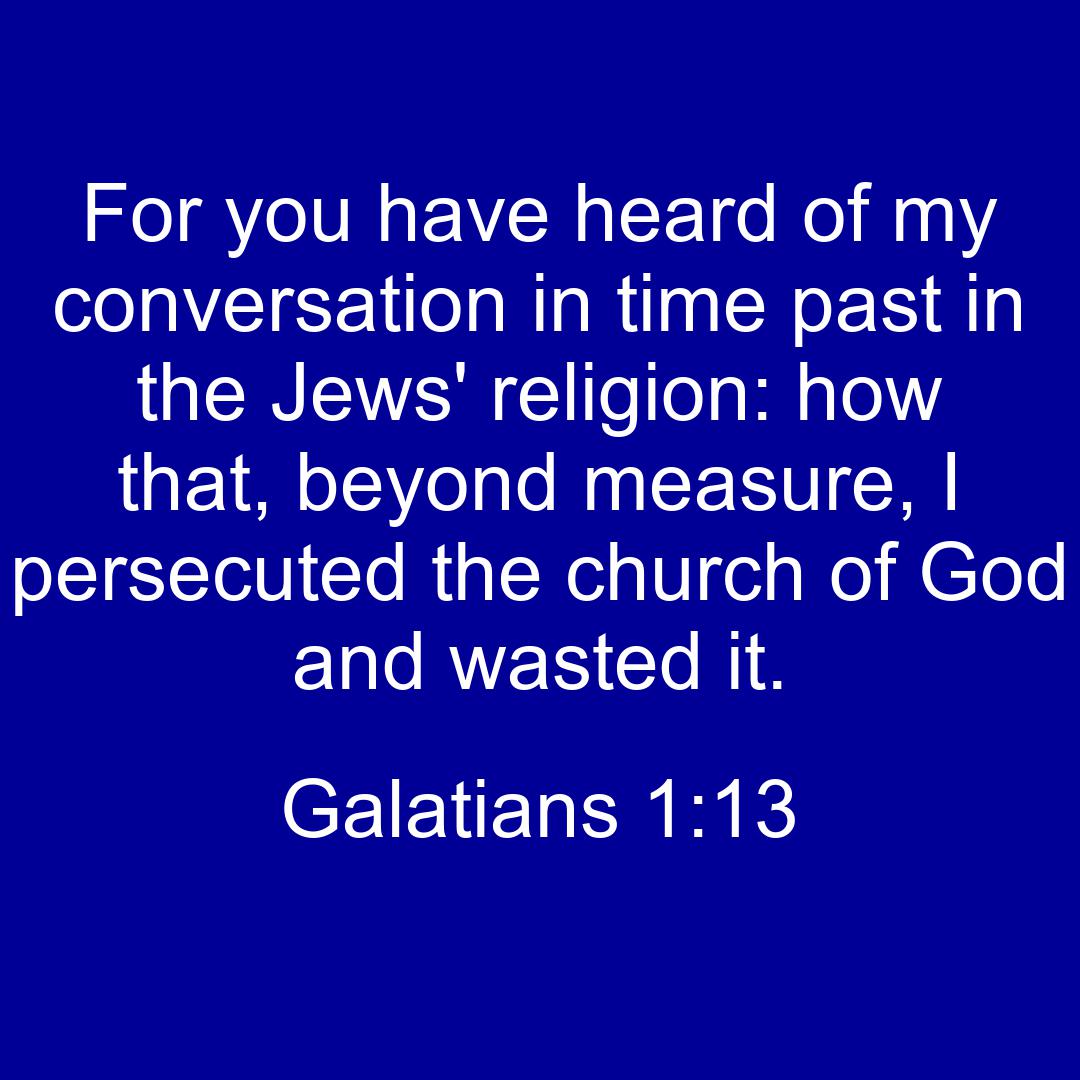 For you have heard of my
conversation in time past in
the Jews' religion: how
that, beyond measure, I
persecuted the church of God
and wasted it.
Galatians 1:13